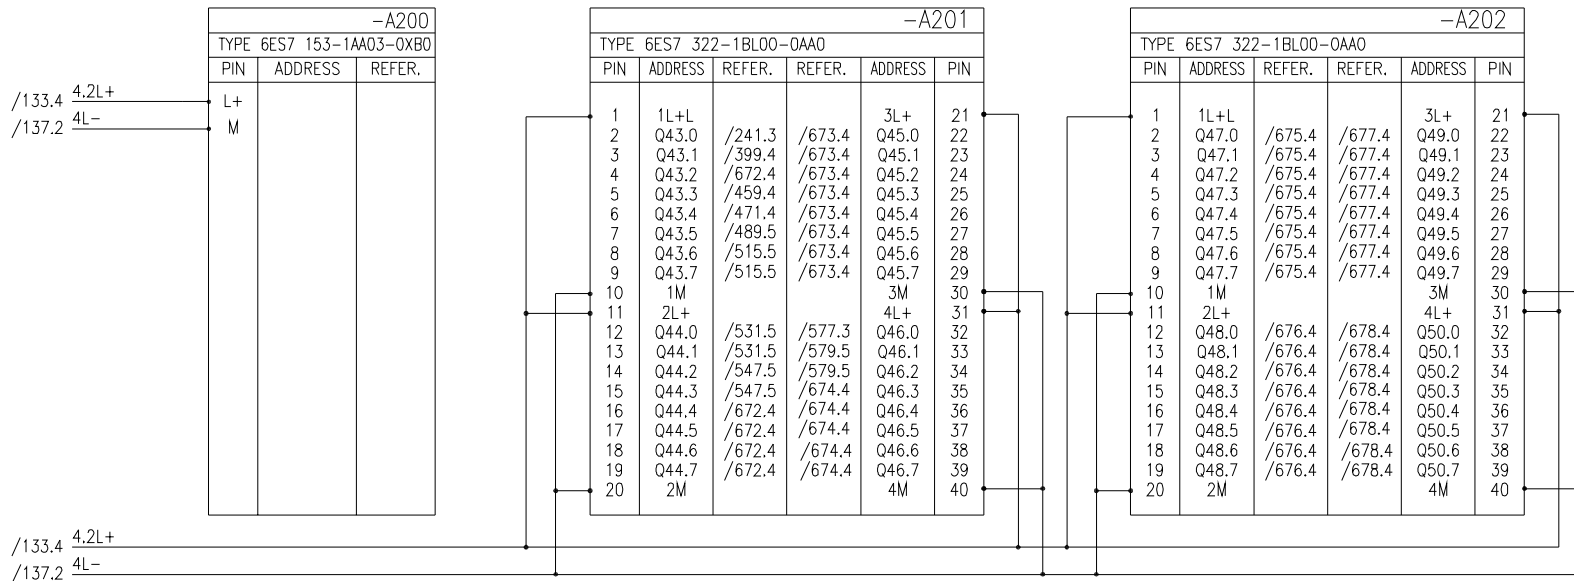 -A200
TYPE 6ES7 153-1AA03-0XB0
PIN ADDRESS REFER.
/133.4 4.2L+ L+
/137.2 4L- M
-A201
TYPE 6ES7 322-1BL00-0AA0
PIN ADDRESS REFER. REFER. ADDRESS PIN
1 1L+L 3L+ 21
2 Q43.0 /241.3 /673.4 Q45.0 22
3 Q43.1 /399.4 /673.4 Q45.1 23
4 Q43.2 /672.4 /673.4 Q45.2 24
5 Q43.3 /459.4 /673.4 Q45.3 25
6 Q43.4 /471.4 /673.4 Q45.4 26
7 Q43.5 /489.5 /673.4 Q45.5 27
8 Q43.6 /515.5 /673.4 Q45.6 28
9 Q43.7 /515.5 /673.4 Q45.7 29
10 1M 3M 30
11 2L+ 4L+ 31
12 Q44.0 /531.5 /577.3 Q46.0 32
13 Q44.1 /531.5 /579.5 Q46.1 33
14 Q44.2 /547.5 /579.5 Q46.2 34
15 Q44.3 /547.5 /674.4 Q46.3 35
16 Q44.4 /672.4 /674.4 Q46.4 36
17 Q44.5 /672.4 /674.4 Q46.5 37
18 Q44.6 /672.4 /674.4 Q46.6 38
19 Q44.7 /672.4 /674.4 Q46.7 39
20 2M 4M 40
-A202
TYPE 6ES7 322-1BL00-0AA0
PIN ADDRESS REFER. REFER. ADDRESS PIN
1 1L+L 3L+ 21
2 Q47.0 /675.4 /677.4 Q49.0 22
3 Q47.1 /675.4 /677.4 Q49.1 23
4 Q47.2 /675.4 /677.4 Q49.2 24
5 Q47.3 /675.4 /677.4 Q49.3 25
6 Q47.4 /675.4 /677.4 Q49.4 26
7 Q47.5 /675.4 /677.4 Q49.5 27
8 Q47.6 /675.4 /677.4 Q49.6 28
9 Q47.7 /675.4 /677.4 Q49.7 29
10 1M 3M 30
11 2L+ 4L+ 31
12 Q48.0 /676.4 /678.4 Q50.0 32
13 Q48.1 /676.4 /678.4 Q50.1 33
14 Q48.2 /676.4 /678.4 Q50.2 34
15 Q48.3 /676.4 /678.4 Q50.3 35
16 Q48.4 /676.4 /678.4 Q50.4 36
17 Q48.5 /676.4 /678.4 Q50.5 37
18 Q48.6 /676.4 /678.4 Q50.6 38
19 Q48.7 /676.4 /678.4 Q50.7 39
20 2M 4M 40
/133.4 4.2L+
/137.2 4L-